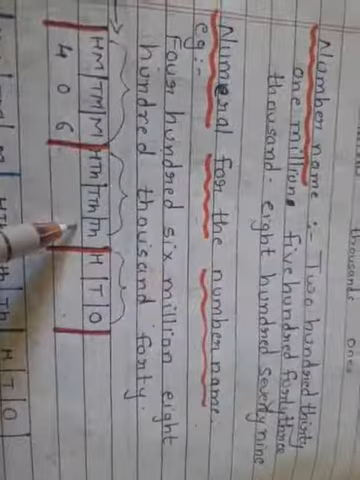 thousands ones
Number name :- Two hundred thirty
one million, five hundred forty three
thousand. eight hundred seventy nine
Numeral for the number name.
eg:-
Four hundred six million eight
hundred thousand forty.
HM TM M HTh TTh Th H T O
4 0 6
Th H T O